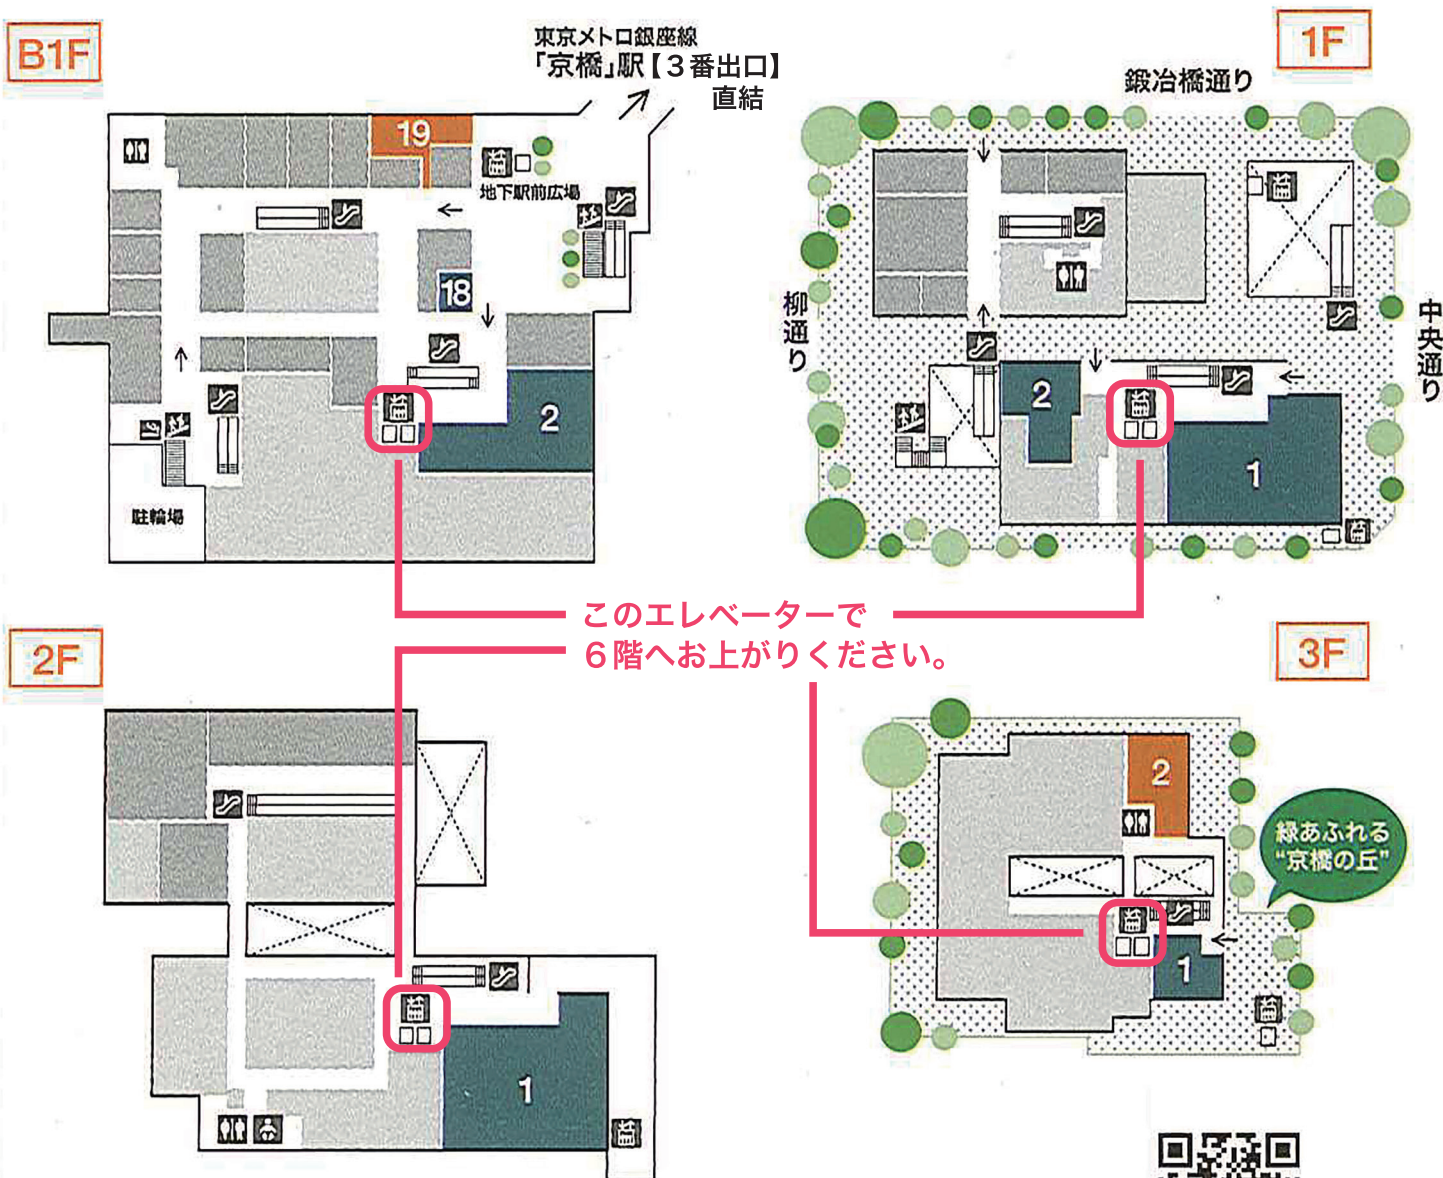 B1F
東京メトロ銀座線
「京橋」駅【３番出口】
直結
19
地下駅前広場
18
2
駐輪場
1F
鍛冶橋通り
柳通り
中央通り
2
1
このエレベーターで
６階へお上がりください。
2F
1
3F
2
緑あふれる
“京橋の丘”
1